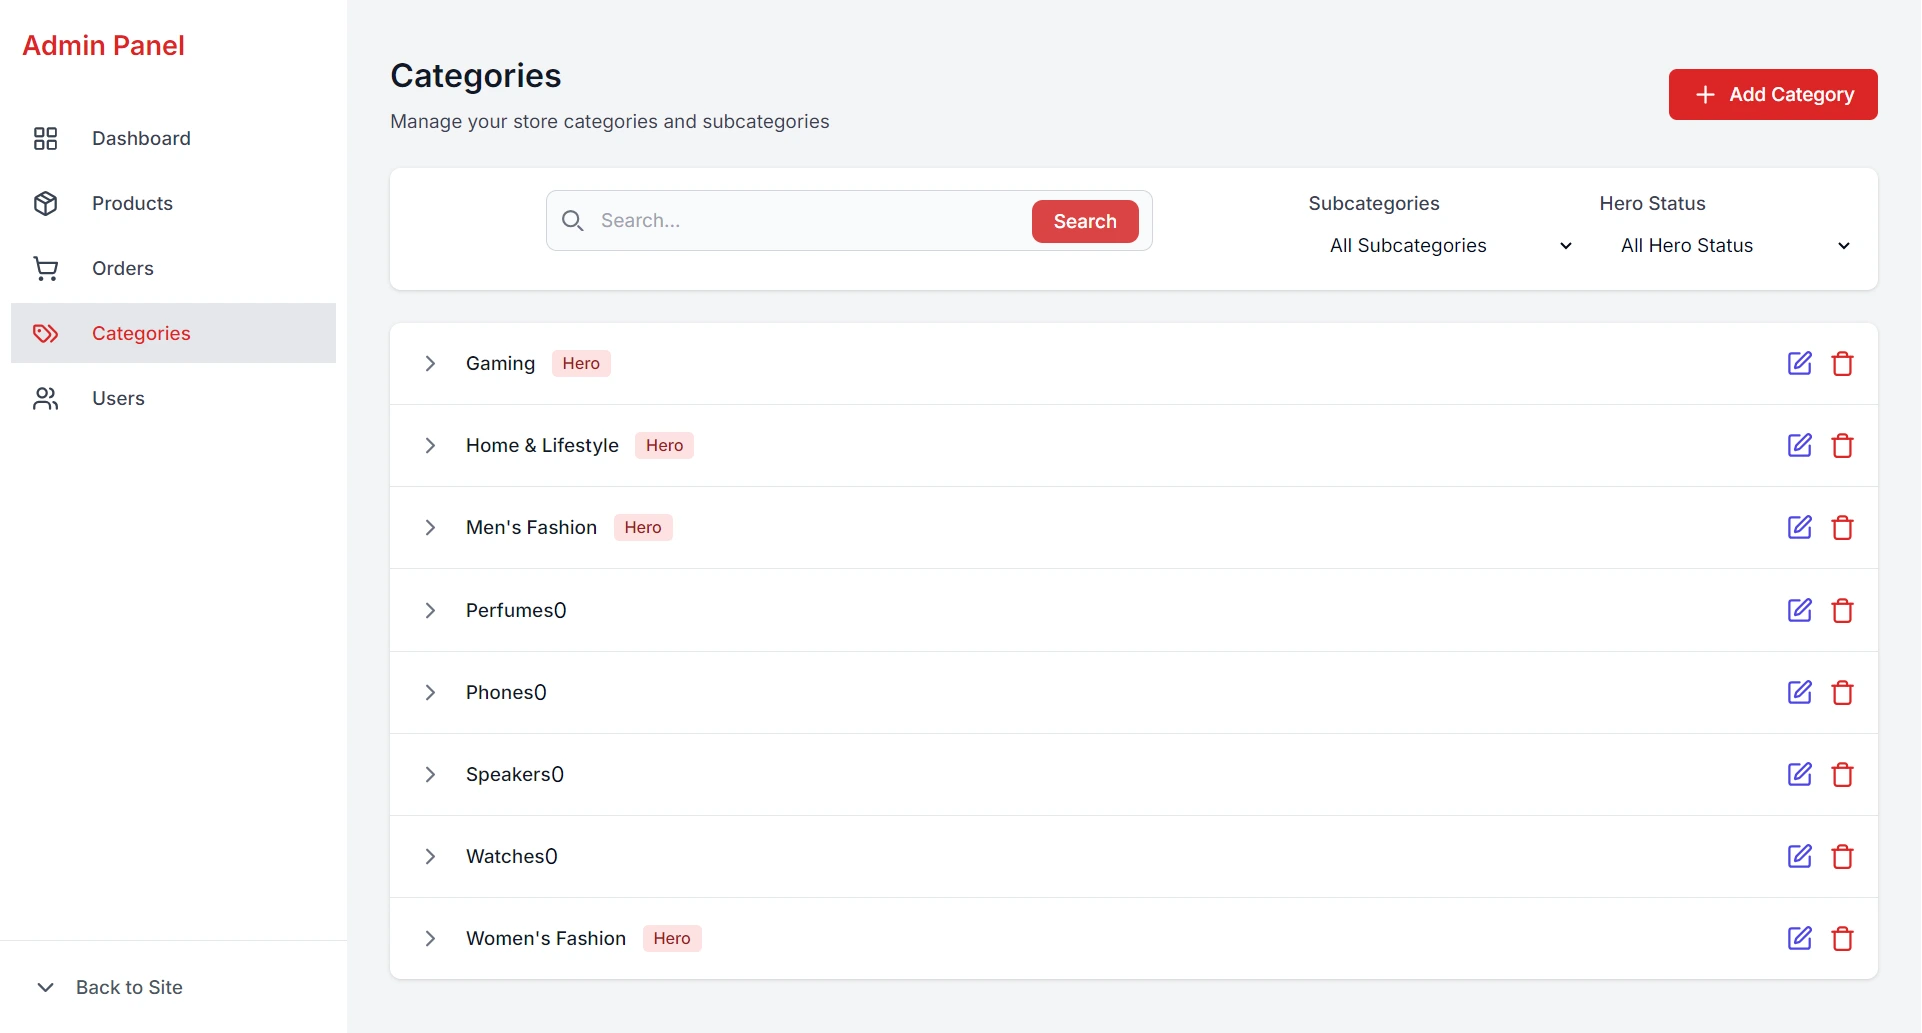 Admin Panel
Dashboard
Products
Orders
Categories
Users
Back to Site
Categories
Manage your store categories and subcategories
Add Category
Search...
Search
Subcategories
All Subcategories
Hero Status
All Hero Status
Gaming Hero
Home & Lifestyle Hero
Men's Fashion Hero
Perfumes0
Phones0
Speakers0
Watches0
Women's Fashion Hero